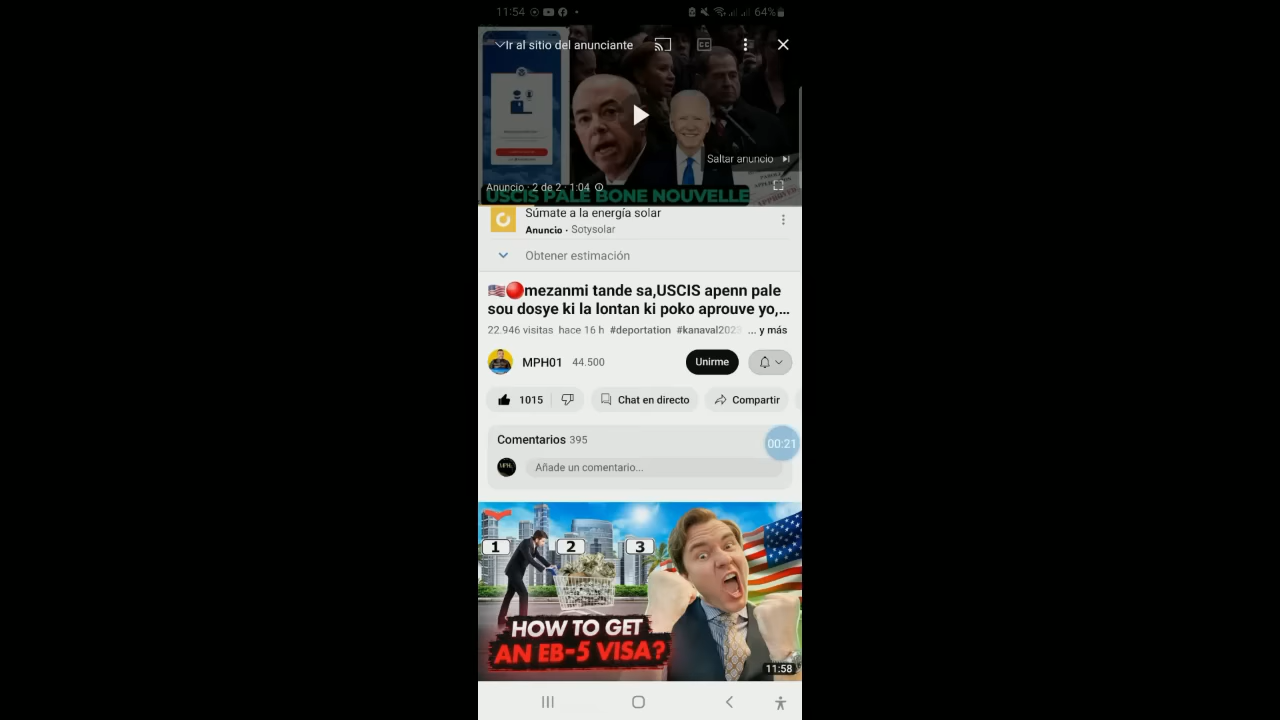 11:54
64%
Ir al sitio del anunciante
CC
Saltar anuncio
Anuncio · 2 de 2 · 1:04
USCIS PALE BONE NOUVELLE
APPROVED
Súmate a la energía solar
Anuncio · Sotysolar
Obtener estimación
🇺🇸🔴mezanmi tande sa,USCIS apenn pale
sou dosye ki la lontan ki poko aprouve yo,...
22.946 visitas hace 16 h #deportation #kanaval2023 ... y más
MPH01 44.500
Unirme
1015
Chat en directo
Compartir
Comentarios 395
00:21
Añade un comentario...
1 2 3
HOW TO GET
AN EB-5 VISA?
11:58